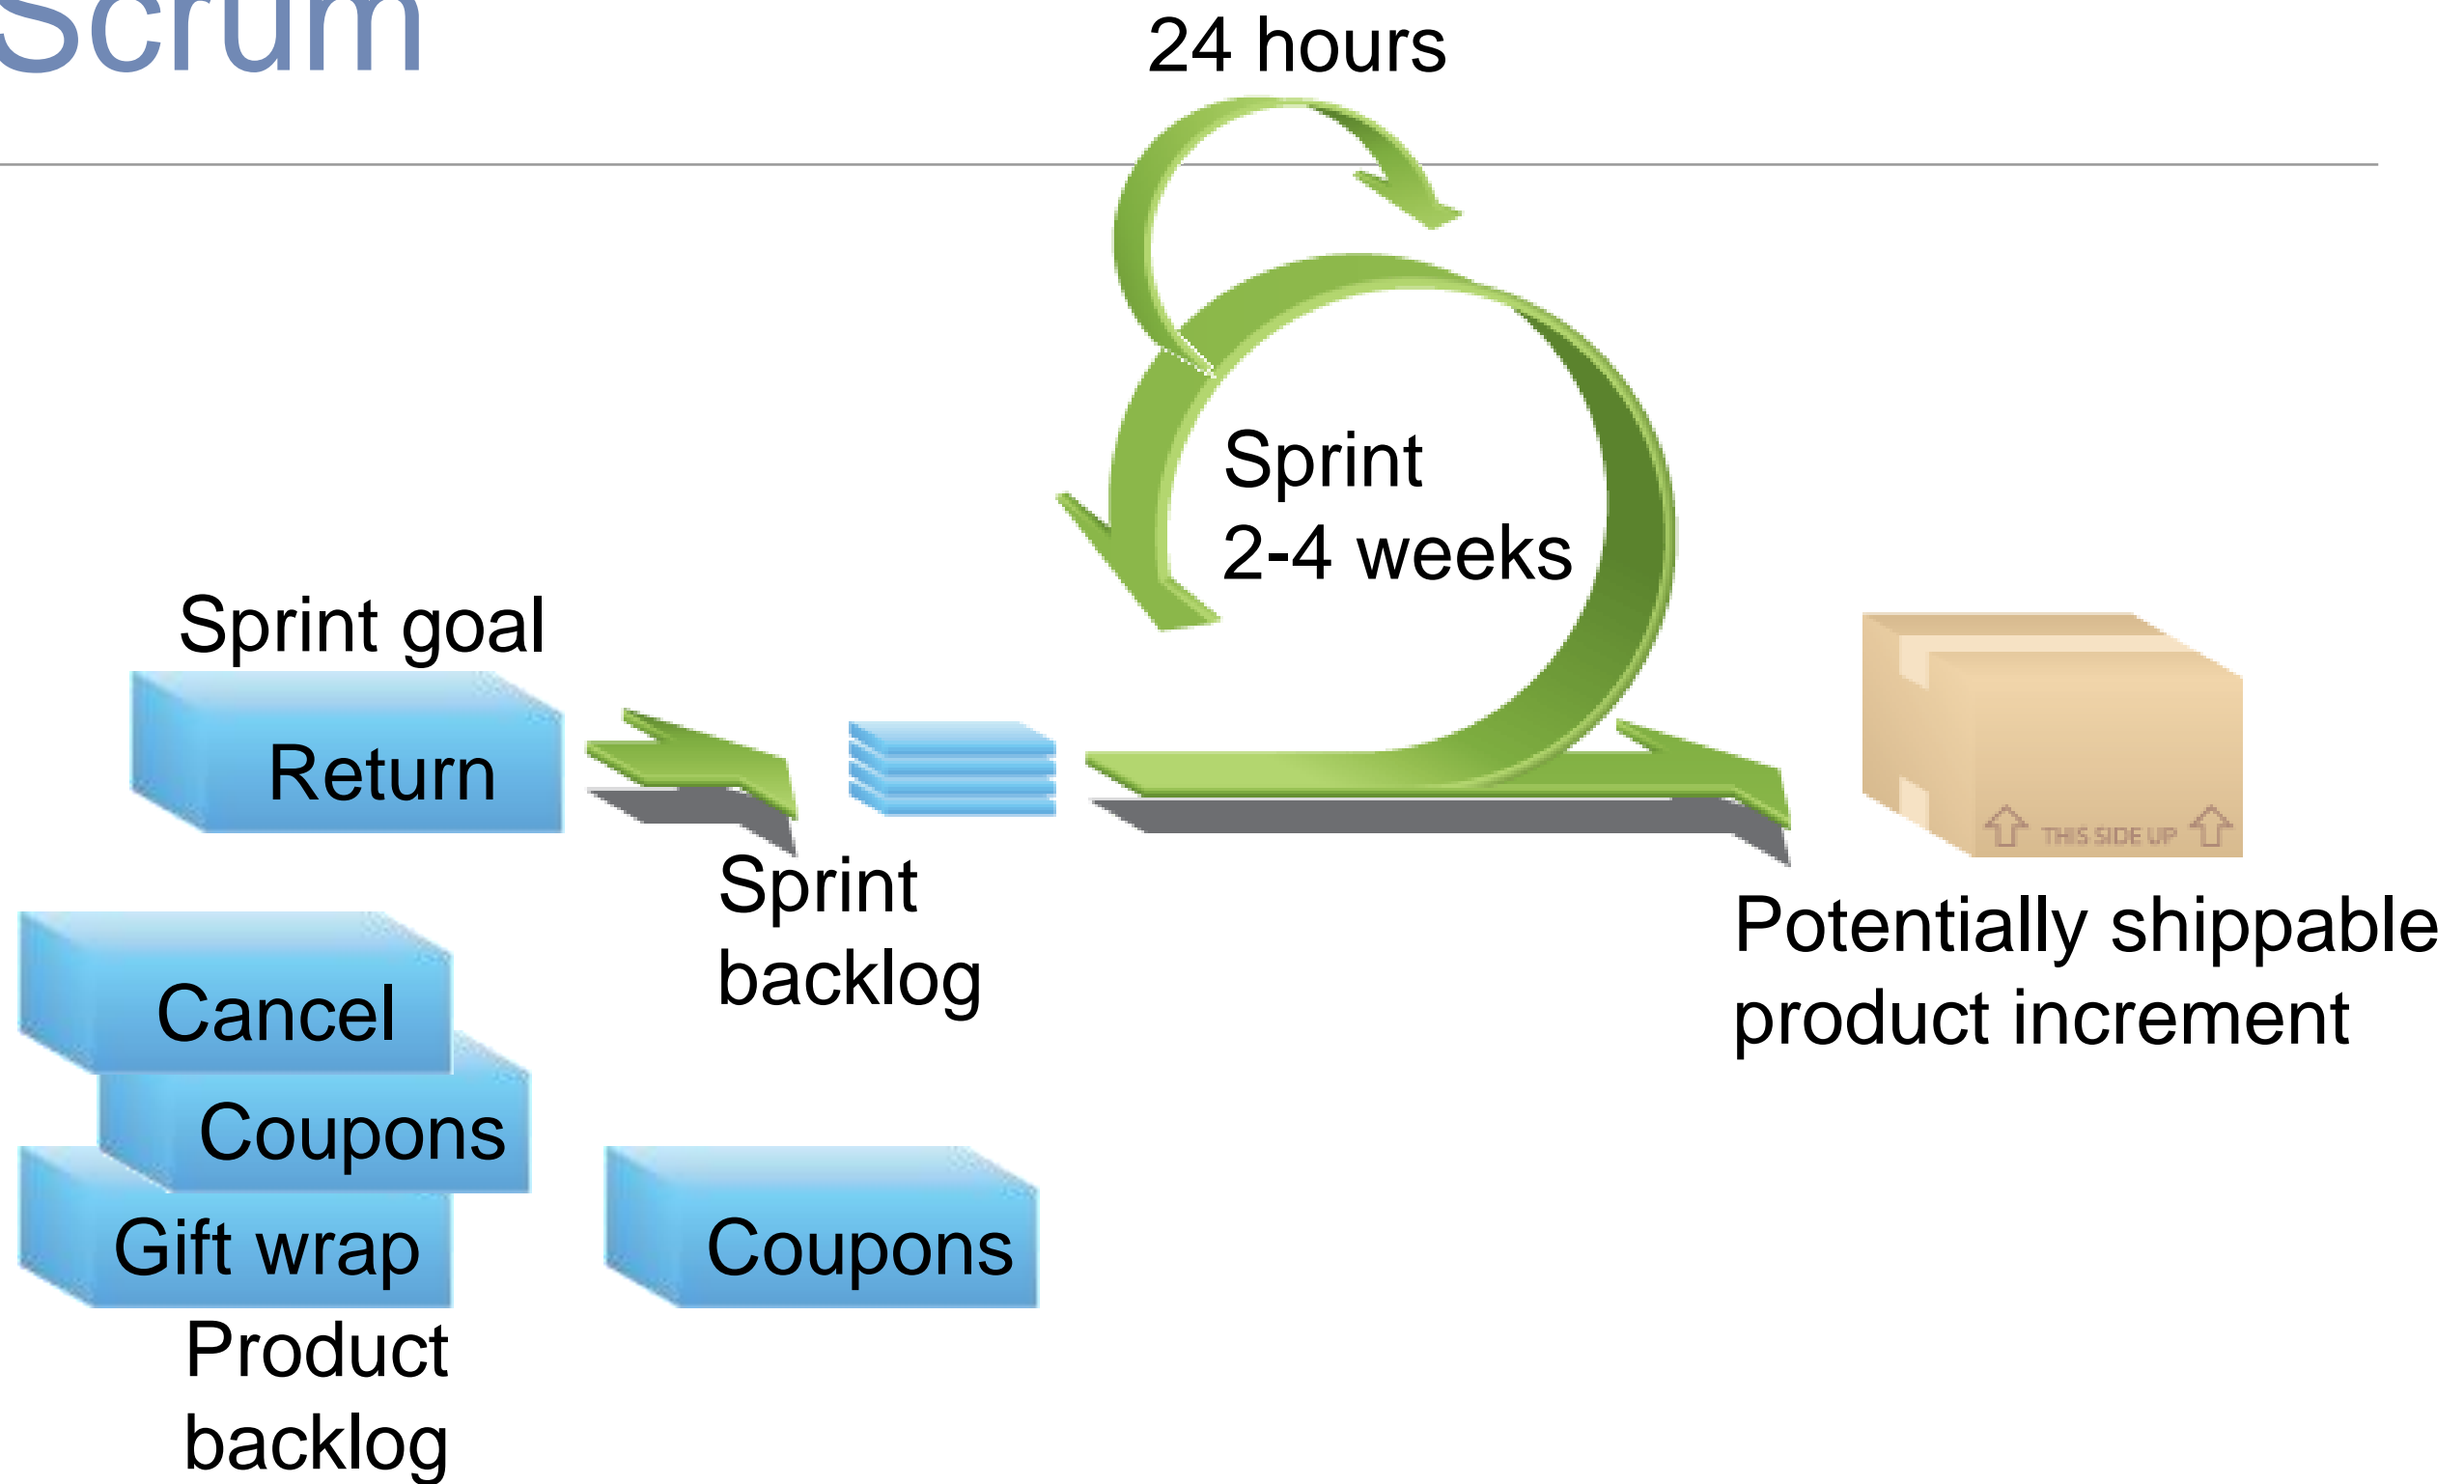 Scrum
24 hours
Sprint
2-4 weeks
Sprint goal
Return
Sprint
backlog
THIS SIDE UP
Potentially shippable
product increment
Cancel
Coupons
Gift wrap
Coupons
Product
backlog